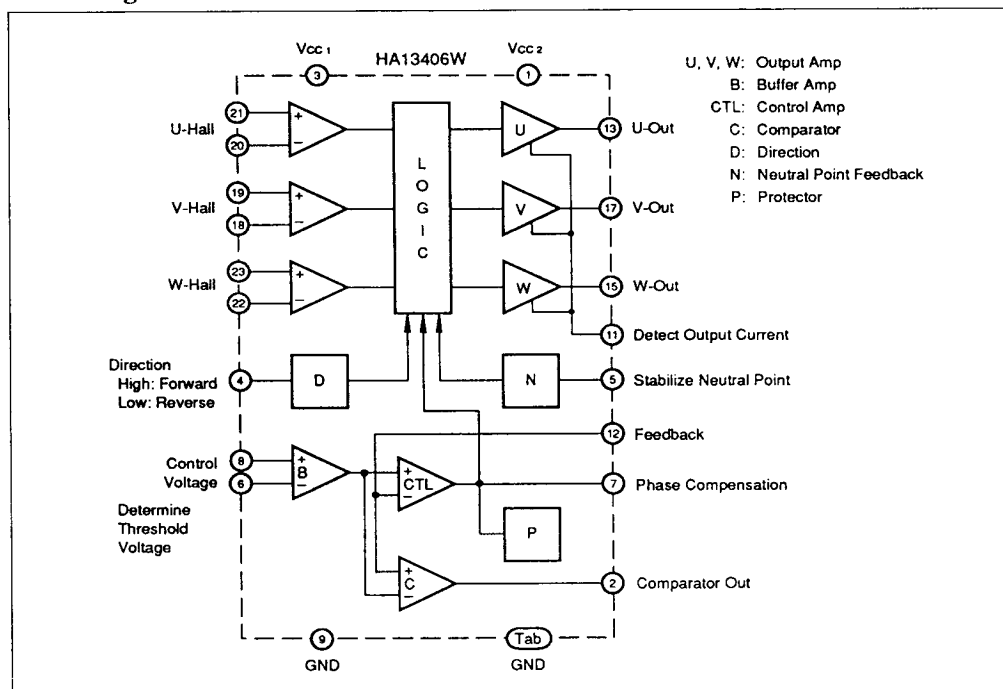 Vcc 1
HA13406W
Vcc 2
3
1
U, V, W: Output Amp
B: Buffer Amp
CTL: Control Amp
C: Comparator
D: Direction
N: Neutral Point Feedback
P: Protector
21
U-Hall
20
+
−
U
13
U-Out
19
V-Hall
18
+
−
V
17
V-Out
23
W-Hall
22
+
−
W
15
W-Out
LOGIC
11
Detect Output Current
Direction
High: Forward
Low: Reverse
4
D
N
5
Stabilize Neutral Point
12
Feedback
Control
Voltage
8
6
+
B
−
+
CTL
−
7
Phase Compensation
Determine
Threshold
Voltage
P
+
C
−
2
Comparator Out
9
GND
Tab
GND